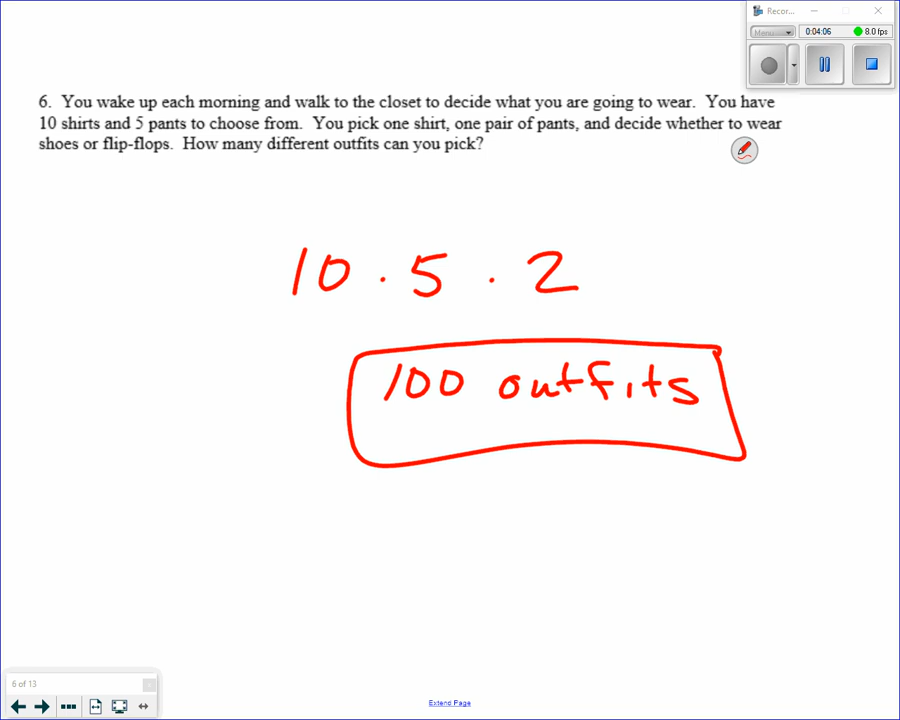 Recor...
Menu
0:04:06
8.0 fps
6. You wake up each morning and walk to the closet to decide what you are going to wear. You have
10 shirts and 5 pants to choose from. You pick one shirt, one pair of pants, and decide whether to wear
shoes or flip-flops. How many different outfits can you pick?
10 · 5 · 2
100 outfits
6 of 13
Extend Page